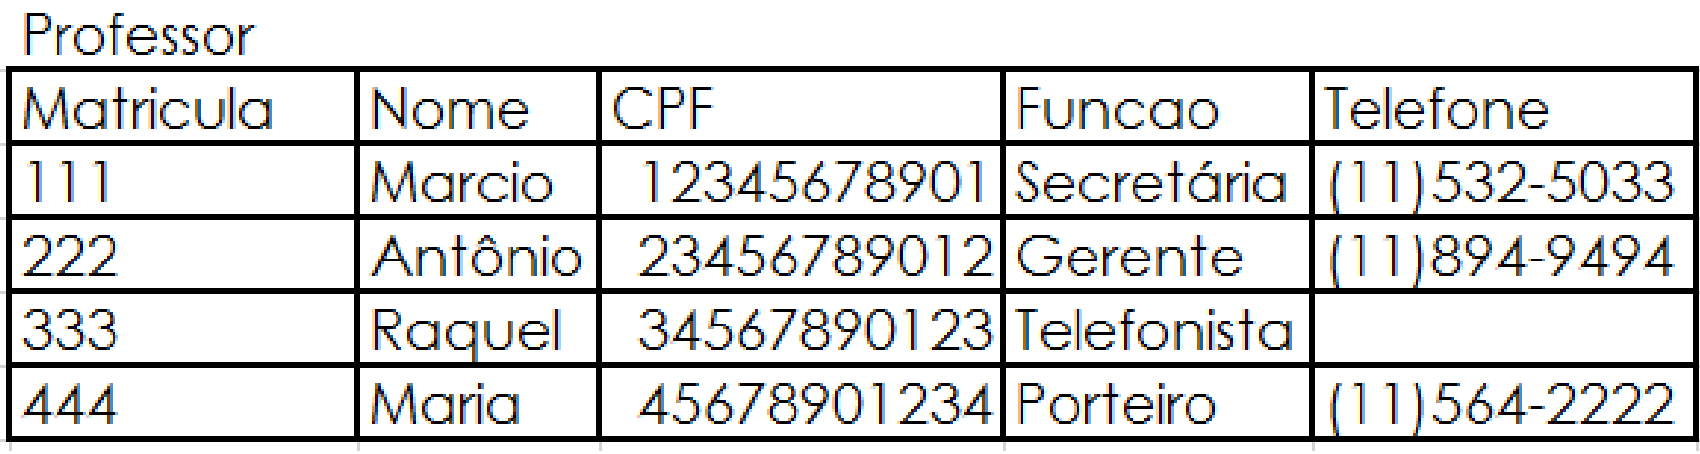 Professor
Matricula Nome CPF Funcao Telefone
111 Marcio 12345678901 Secretária (11)532-5033
222 Antônio 23456789012 Gerente (11)894-9494
333 Raquel 34567890123 Telefonista
444 Maria 45678901234 Porteiro (11)564-2222